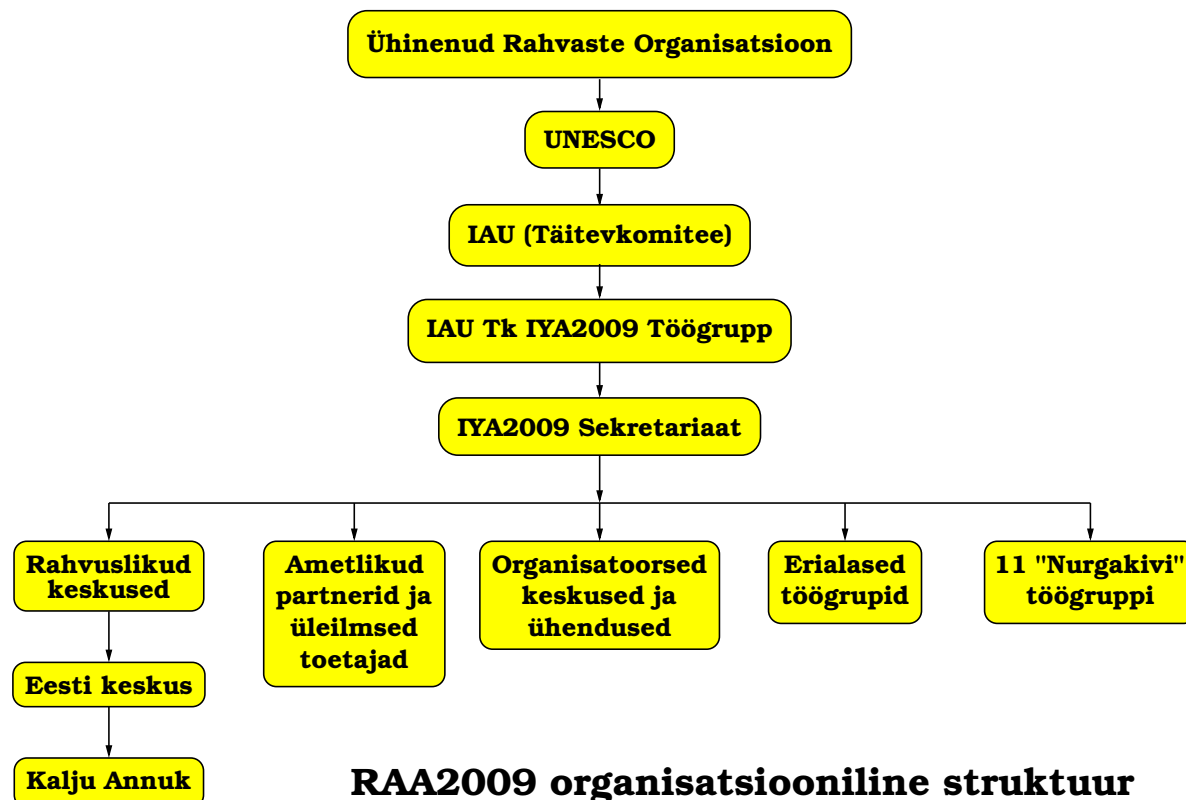 Ühinenud Rahvaste Organisatsioon
UNESCO
IAU (Täitevkomitee)
IAU Tk IYA2009 Töögrupp
IYA2009 Sekretariaat
Rahvuslikud
keskused
Ametlikud
partnerid ja
üleilmsed
toetajad
Organisatoorsed
keskused ja
ühendused
Erialased
töögrupid
11 "Nurgakivi"
töögruppi
Eesti keskus
Kalju Annuk
RAA2009 organisatsiooniline struktuur